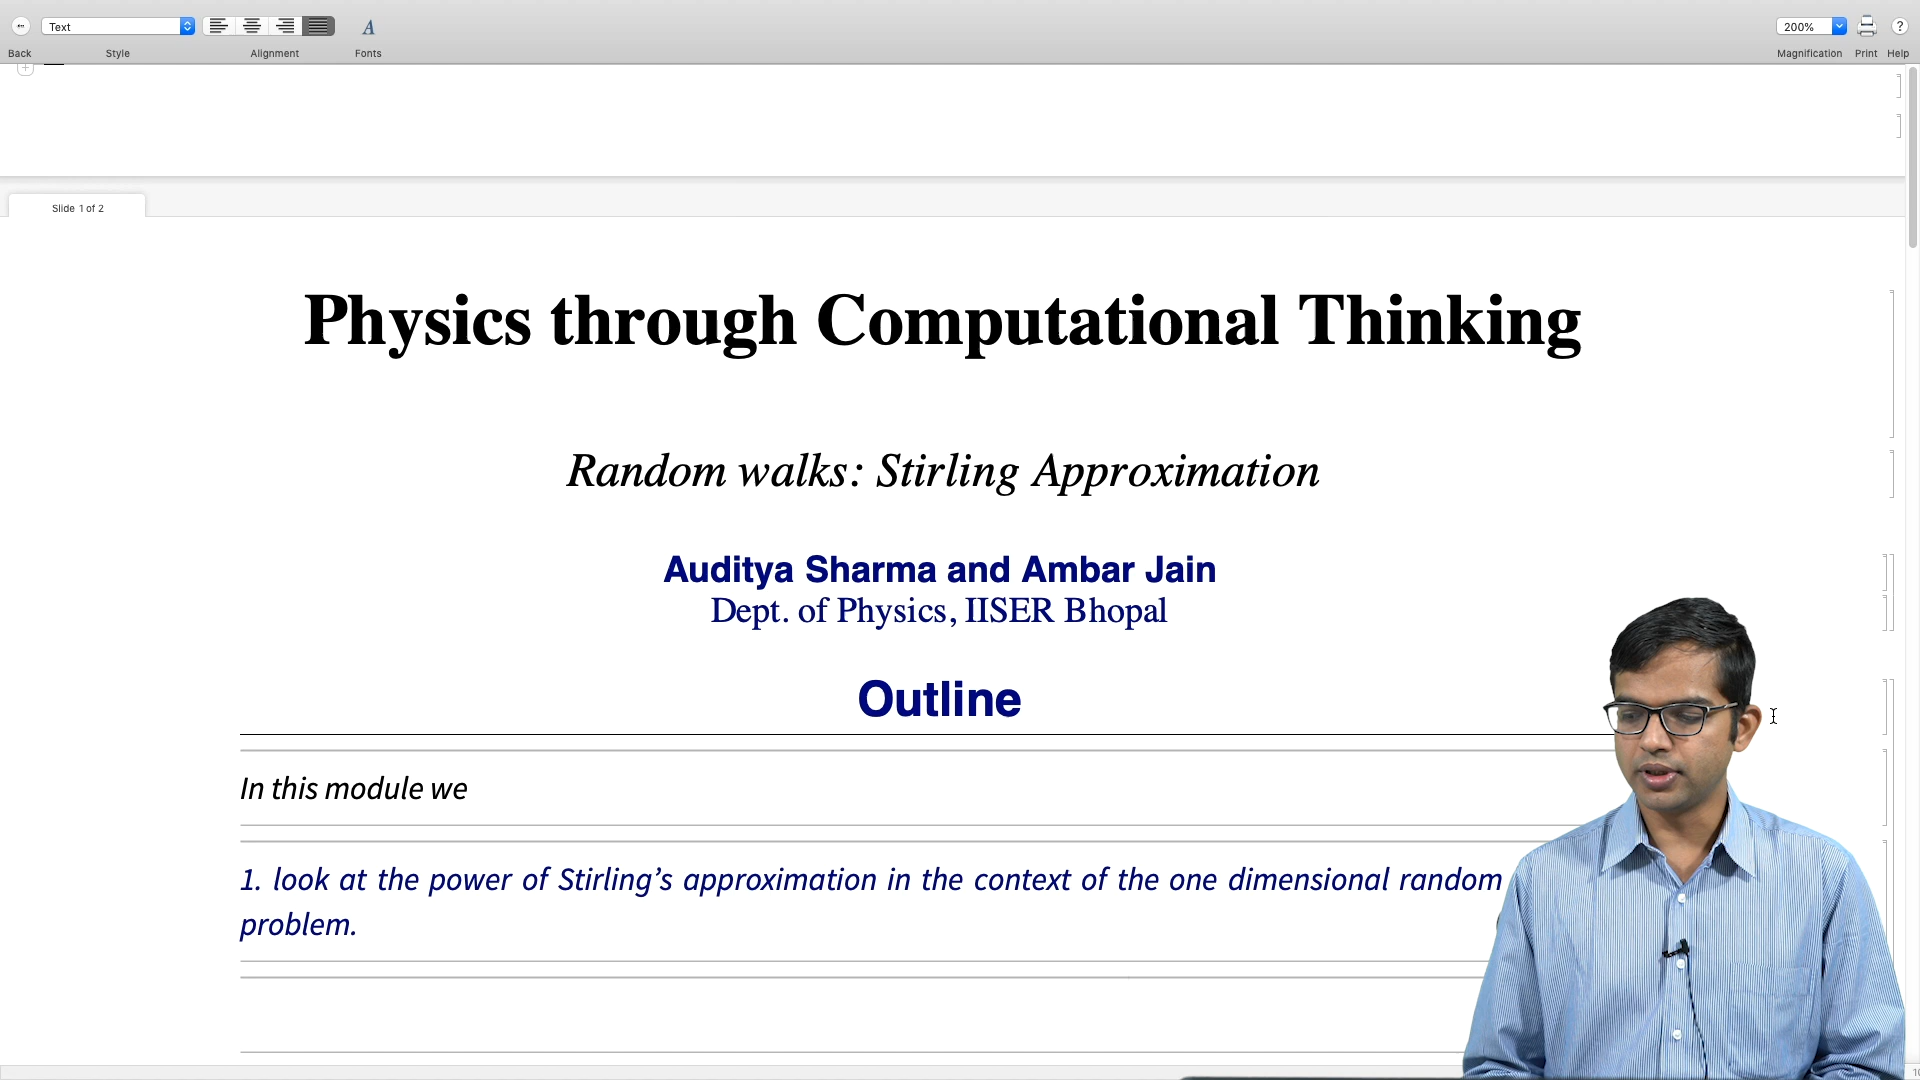 Text
200%
Back
Style
Alignment
Fonts
Magnification
Print
Help
Slide 1 of 2
Physics through Computational Thinking
Random walks: Stirling Approximation
Auditya Sharma and Ambar Jain
Dept. of Physics, IISER Bhopal
Outline
In this module we
1. look at the power of Stirling’s approximation in the context of the one dimensional random
problem.